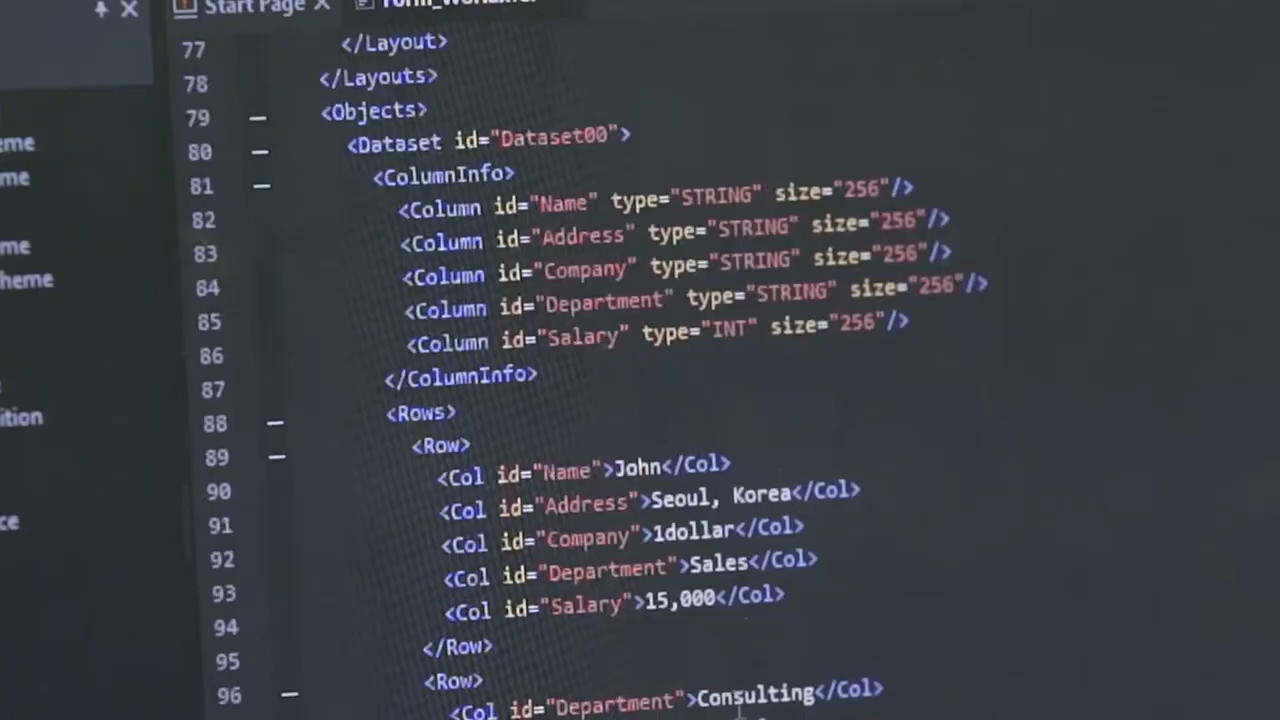 Start Page
77 </Layout>
78 </Layouts>
79 <Objects>
80 <Dataset id="Dataset00">
81 <ColumnInfo>
82 <Column id="Name" type="STRING" size="256"/>
83 <Column id="Address" type="STRING" size="256"/>
84 <Column id="Company" type="STRING" size="256"/>
85 <Column id="Department" type="STRING" size="256"/>
86 <Column id="Salary" type="INT" size="256"/>
87 </ColumnInfo>
88 <Rows>
89 <Row>
90 <Col id="Name">John</Col>
91 <Col id="Address">Seoul, Korea</Col>
92 <Col id="Company">1dollar</Col>
93 <Col id="Department">Sales</Col>
94 <Col id="Salary">15,000</Col>
95 </Row>
96 <Row>
<Col id="Department">Consulting</Col>
eme
me
me
heme
ition
ce